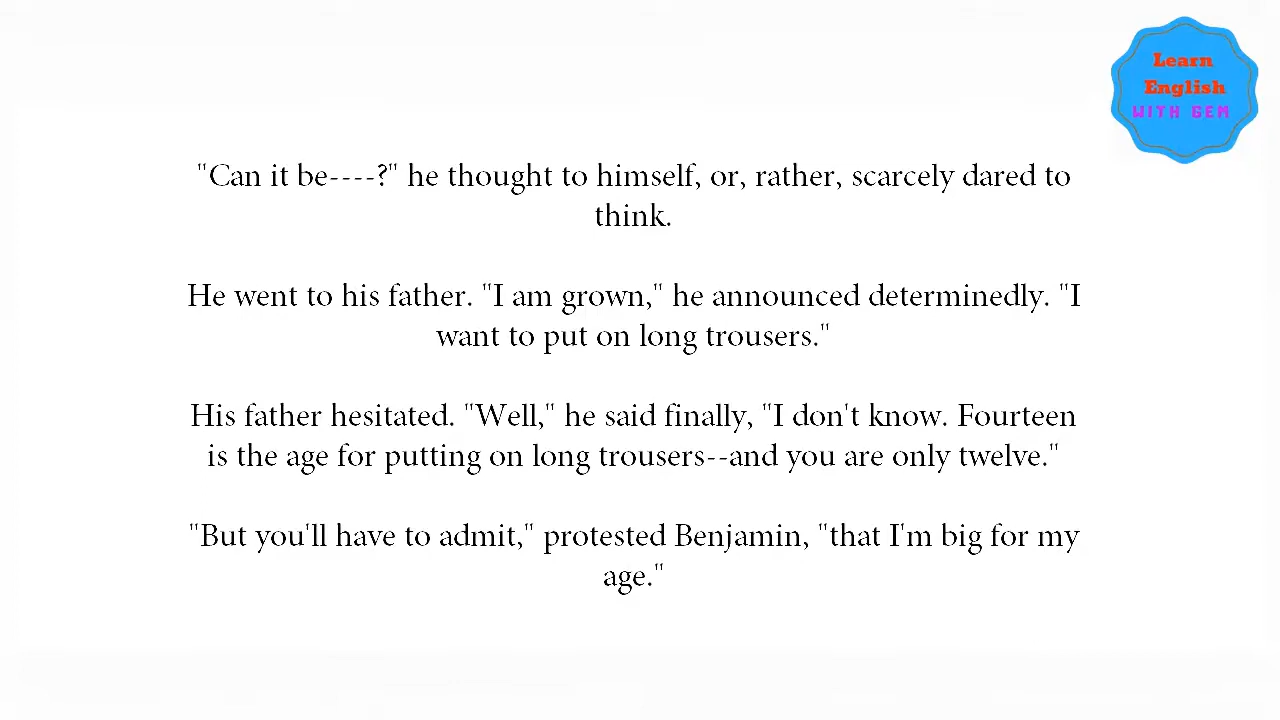 Learn
English
WITH GEM
"Can it be----?" he thought to himself, or, rather, scarcely dared to
think.
He went to his father. "I am grown," he announced determinedly. "I
want to put on long trousers."
His father hesitated. "Well," he said finally, "I don't know. Fourteen
is the age for putting on long trousers--and you are only twelve."
"But you'll have to admit," protested Benjamin, "that I'm big for my
age."